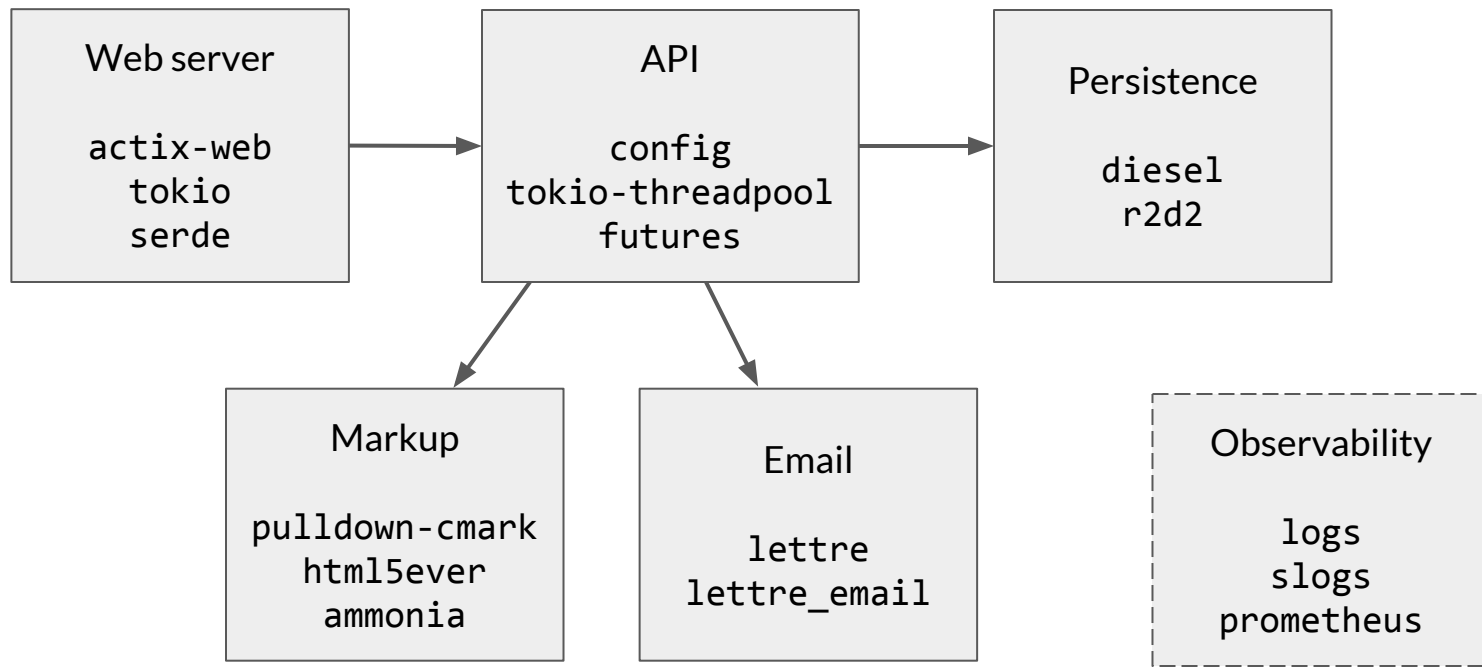 Web server
actix-web
tokio
serde
API
config
tokio-threadpool
futures
Persistence
diesel
r2d2
Markup
pulldown-cmark
html5ever
ammonia
Email
lettre
lettre_email
Observability
logs
slogs
prometheus